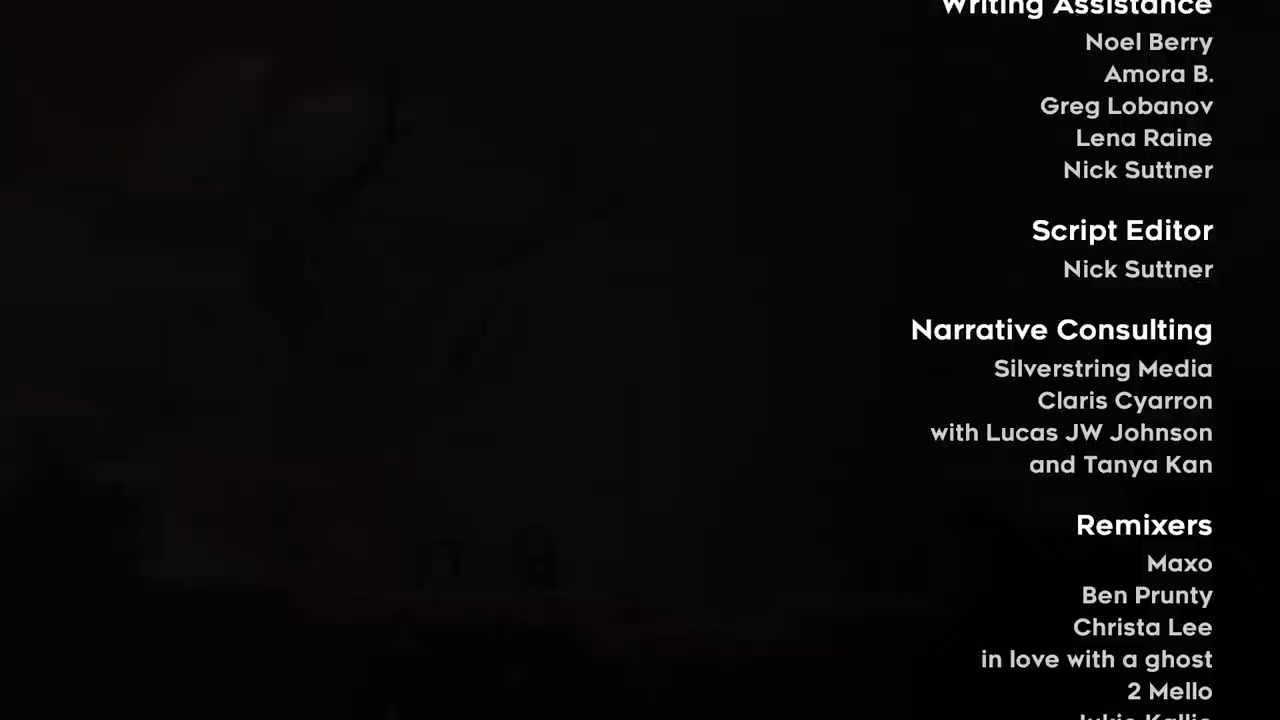 Writing Assistance
Noel Berry
Amora B.
Greg Lobanov
Lena Raine
Nick Suttner
Script Editor
Nick Suttner
Narrative Consulting
Silverstring Media
Claris Cyarron
with Lucas JW Johnson
and Tanya Kan
Remixers
Maxo
Ben Prunty
Christa Lee
in love with a ghost
2 Mello